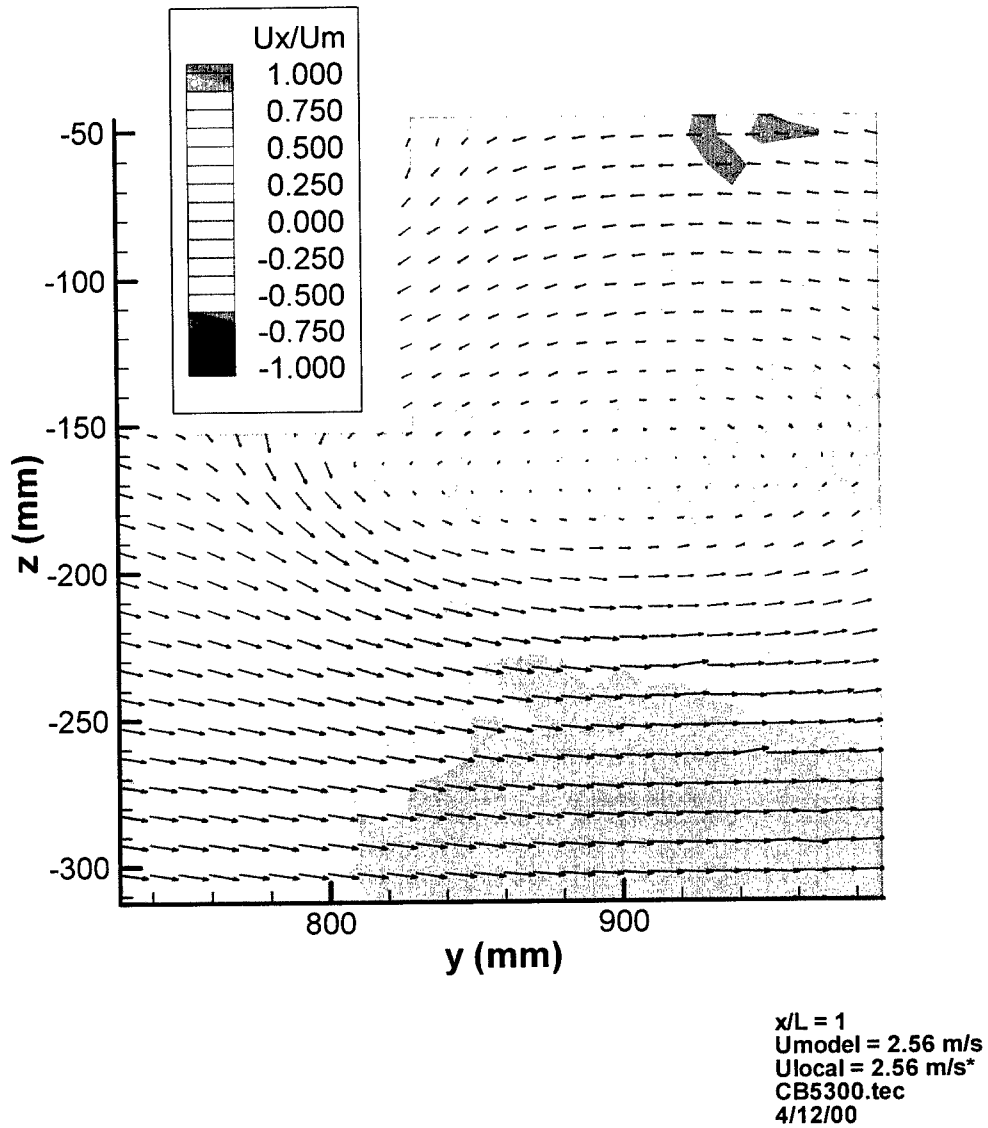 Ux/Um
1.000
0.750
0.500
0.250
0.000
-0.250
-0.500
-0.750
-1.000
-50
-100
-150
-200
-250
-300
z (mm)
800
900
y (mm)
x/L = 1
Umodel = 2.56 m/s
Ulocal = 2.56 m/s*
CB5300.tec
4/12/00